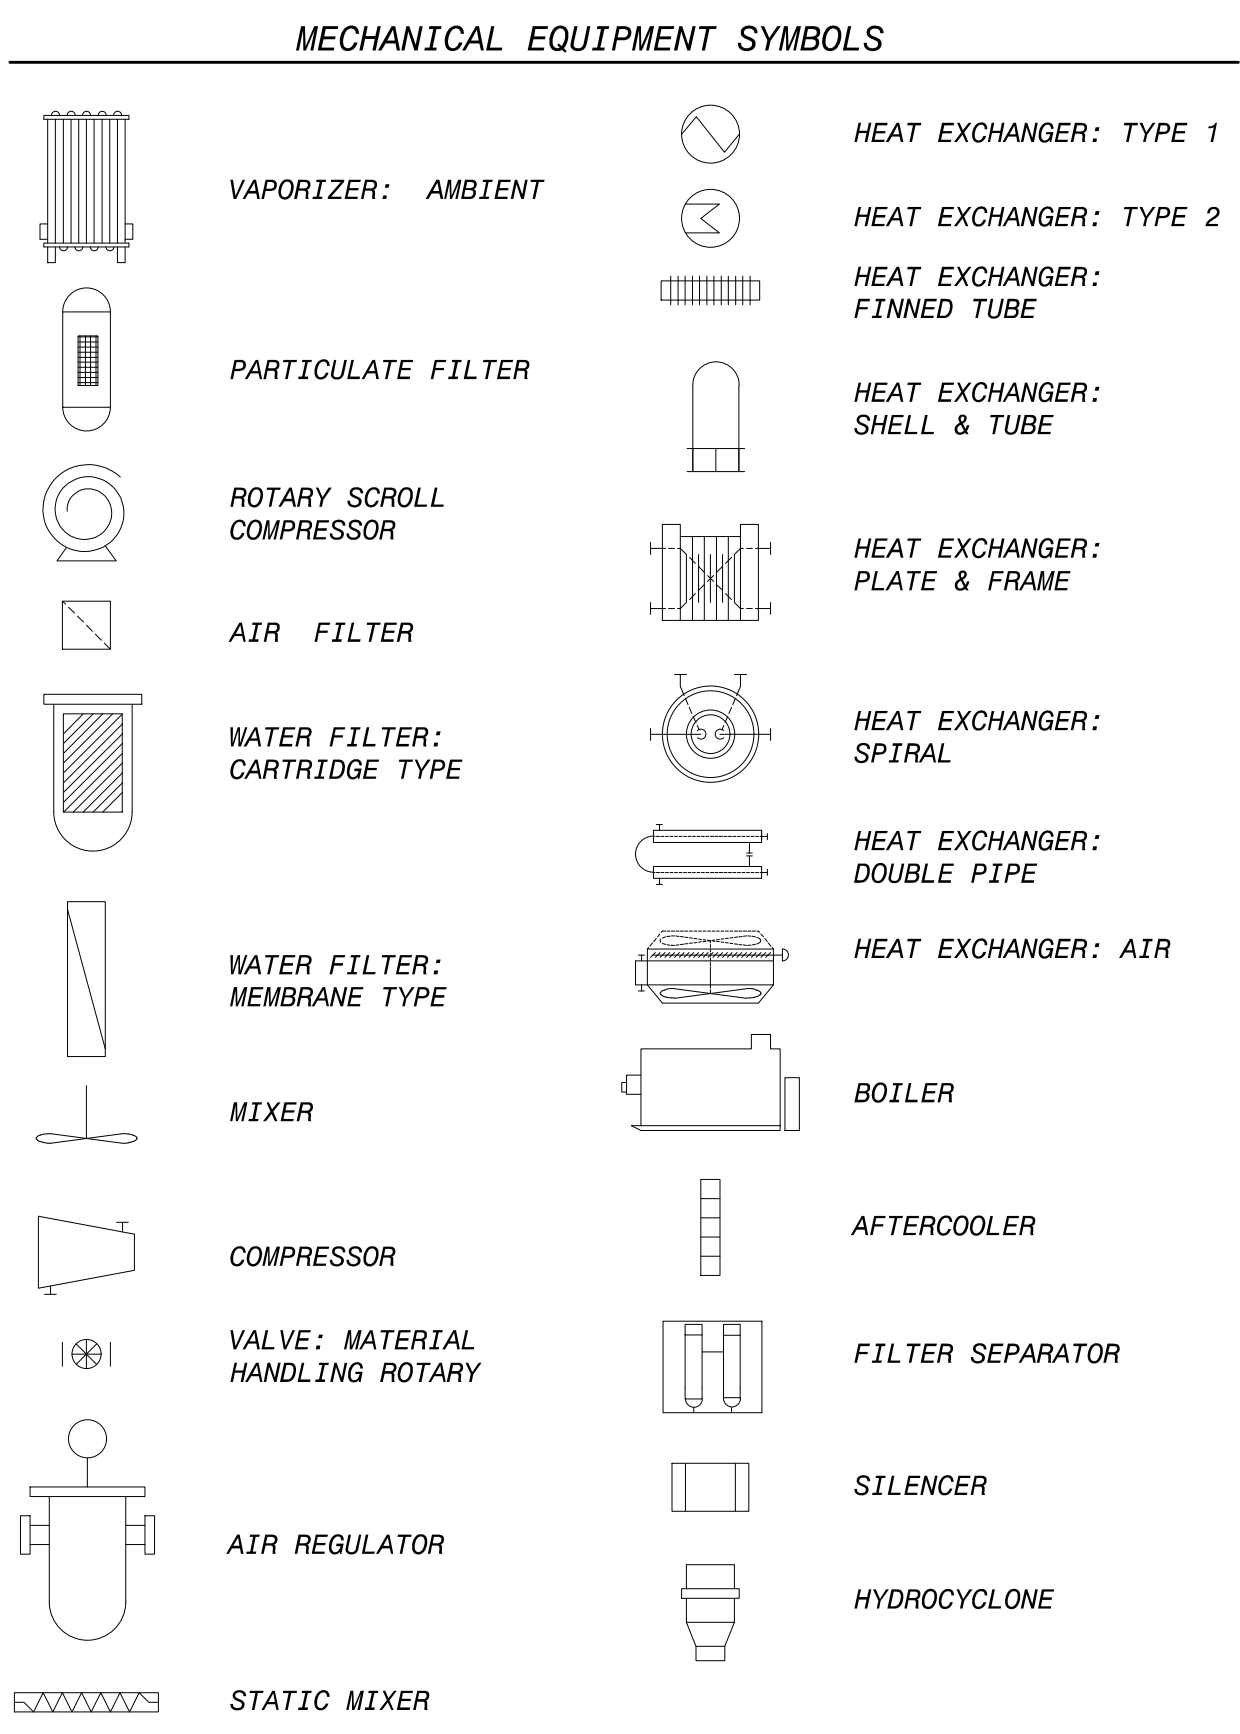 MECHANICAL EQUIPMENT SYMBOLS
VAPORIZER: AMBIENT
PARTICULATE FILTER
ROTARY SCROLL
COMPRESSOR
AIR FILTER
WATER FILTER:
CARTRIDGE TYPE
WATER FILTER:
MEMBRANE TYPE
MIXER
COMPRESSOR
VALVE: MATERIAL
HANDLING ROTARY
AIR REGULATOR
STATIC MIXER
HEAT EXCHANGER: TYPE 1
HEAT EXCHANGER: TYPE 2
HEAT EXCHANGER:
FINNED TUBE
HEAT EXCHANGER:
SHELL & TUBE
HEAT EXCHANGER:
PLATE & FRAME
HEAT EXCHANGER:
SPIRAL
HEAT EXCHANGER:
DOUBLE PIPE
HEAT EXCHANGER: AIR
BOILER
AFTERCOOLER
FILTER SEPARATOR
SILENCER
HYDROCYCLONE